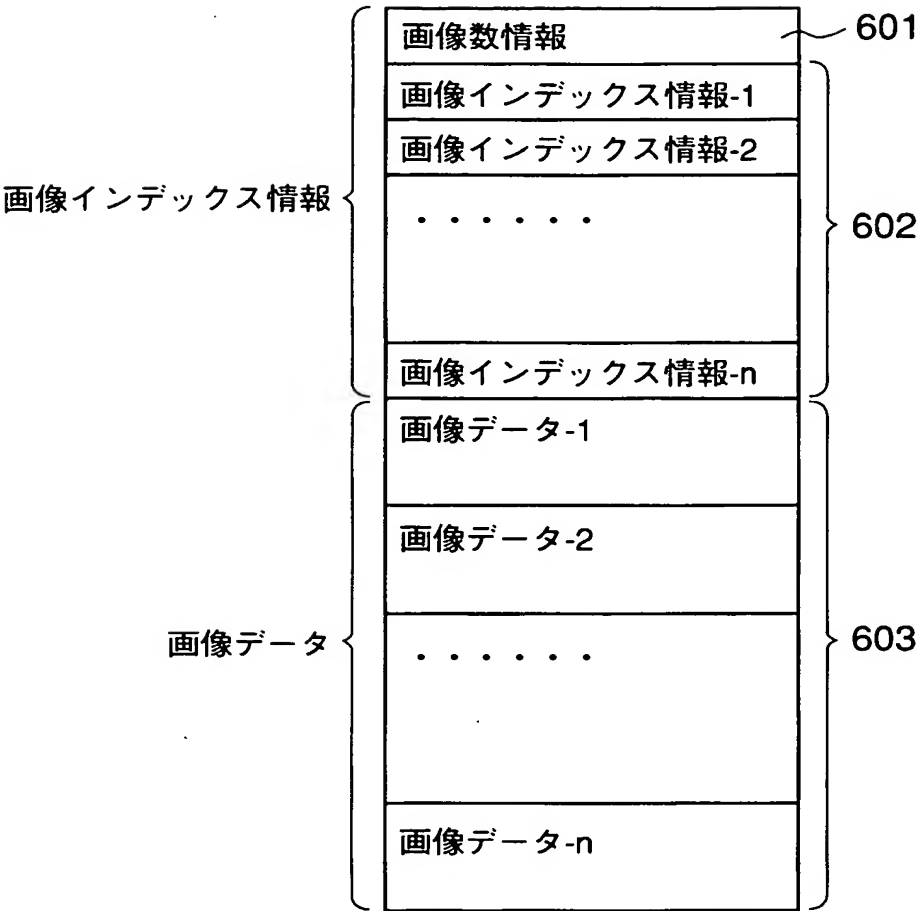 画像数情報
601
画像インデックス情報-1
画像インデックス情報-2
画像インデックス情報
・・・・・・
602
画像インデックス情報-n
画像データ-1
画像データ-2
画像データ
・・・・・・
603
画像データ-n